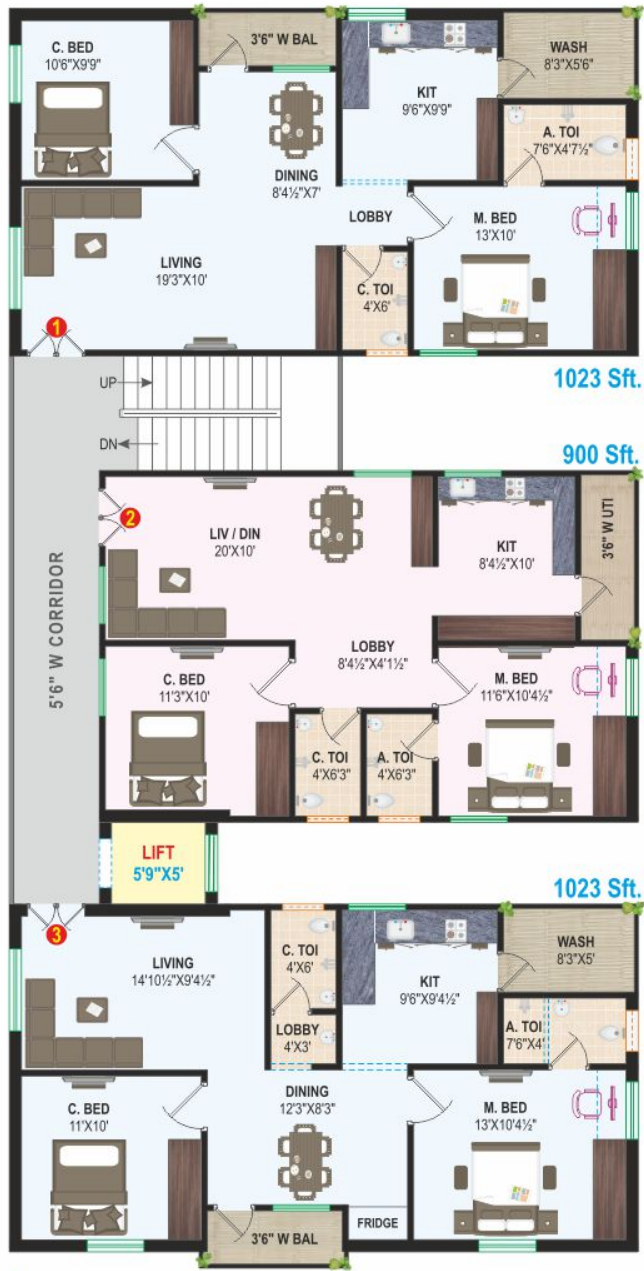 C. BED
10'6"X9'9"
3'6" W BAL
KIT
9'6"X9'9"
WASH
8'3"X5'6"
A. TOI
7'6"X4'7½"
DINING
8'4½"X7'
LOBBY
M. BED
13'X10'
LIVING
19'3"X10'
C. TOI
4'X6'
1
UP
DN
1023 Sft.
900 Sft.
2
LIV / DIN
20'X10'
KIT
8'4½"X10'
3'6" W UTI
5'6" W CORRIDOR
LOBBY
8'4½"X4'1½"
C. BED
11'3"X10'
M. BED
11'6"X10'4½"
C. TOI
4'X6'3"
A. TOI
4'X6'3"
LIFT
5'9"X5'
1023 Sft.
3
LIVING
14'10½"X9'4½"
C. TOI
4'X6'
LOBBY
4'X3'
KIT
9'6"X9'4½"
WASH
8'3"X5'
A. TOI
7'6"X4'
C. BED
11'X10'
DINING
12'3"X8'3"
M. BED
13'X10'4½"
3'6" W BAL
FRIDGE